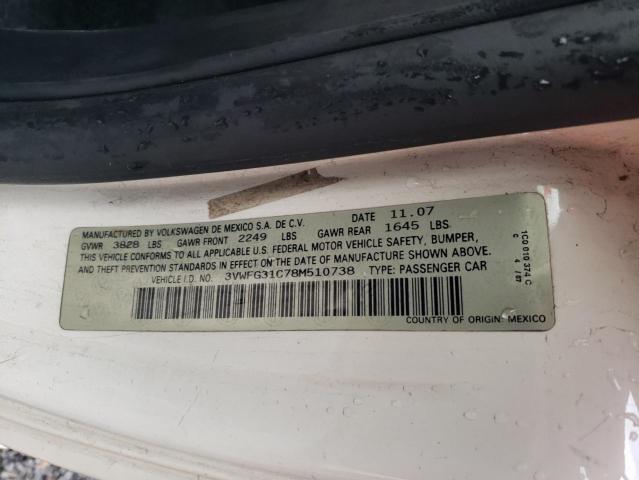 MANUFACTURED BY VOLKSWAGEN DE MEXICO S.A. DE C.V. DATE 11.07
GVWR 3828 LBS GAWR FRONT 2249 LBS GAWR REAR 1645 LBS
THIS VEHICLE CONFORMS TO ALL APPLICABLE U.S. FEDERAL MOTOR VEHICLE SAFETY, BUMPER,
AND THEFT PREVENTION STANDARDS IN EFFECT ON THE DATE OF MANUFACTURE SHOWN ABOVE.
VEHICLE I.D. NO. 3VWFG31C78M510738 TYPE: PASSENGER CAR
COUNTRY OF ORIGIN: MEXICO
1C0 010 374 C
C 4 / 07